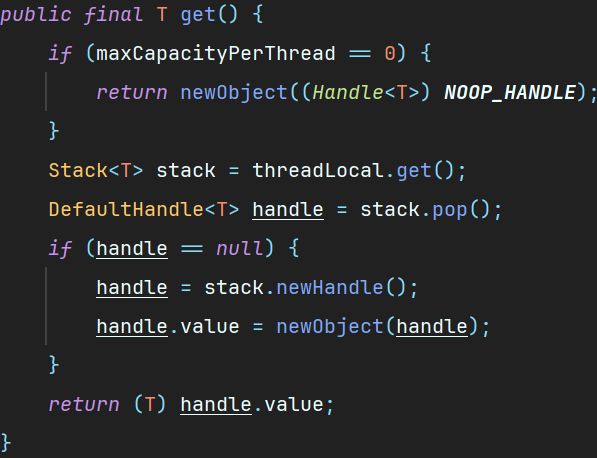 public final T get() {
    if (maxCapacityPerThread == 0) {
        return newObject((Handle<T>) NOOP_HANDLE);
    }
    Stack<T> stack = threadLocal.get();
    DefaultHandle<T> handle = stack.pop();
    if (handle == null) {
        handle = stack.newHandle();
        handle.value = newObject(handle);
    }
    return (T) handle.value;
}